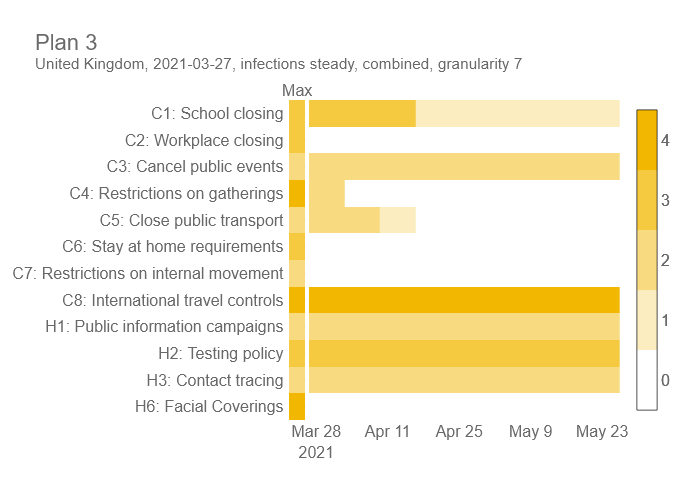 Plan 3
United Kingdom, 2021-03-27, infections steady, combined, granularity 7
Max
C1: School closing
C2: Workplace closing
C3: Cancel public events
C4: Restrictions on gatherings
C5: Close public transport
C6: Stay at home requirements
C7: Restrictions on internal movement
C8: International travel controls
H1: Public information campaigns
H2: Testing policy
H3: Contact tracing
H6: Facial Coverings
4
3
2
1
0
Mar 28 Apr 11 Apr 25 May 9 May 23
2021